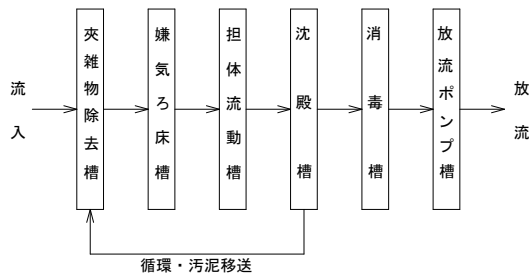 流入
夾雑物除去槽
嫌気ろ床槽
担体流動槽
沈殿槽
消毒槽
放流ポンプ槽
放流
循環・汚泥移送